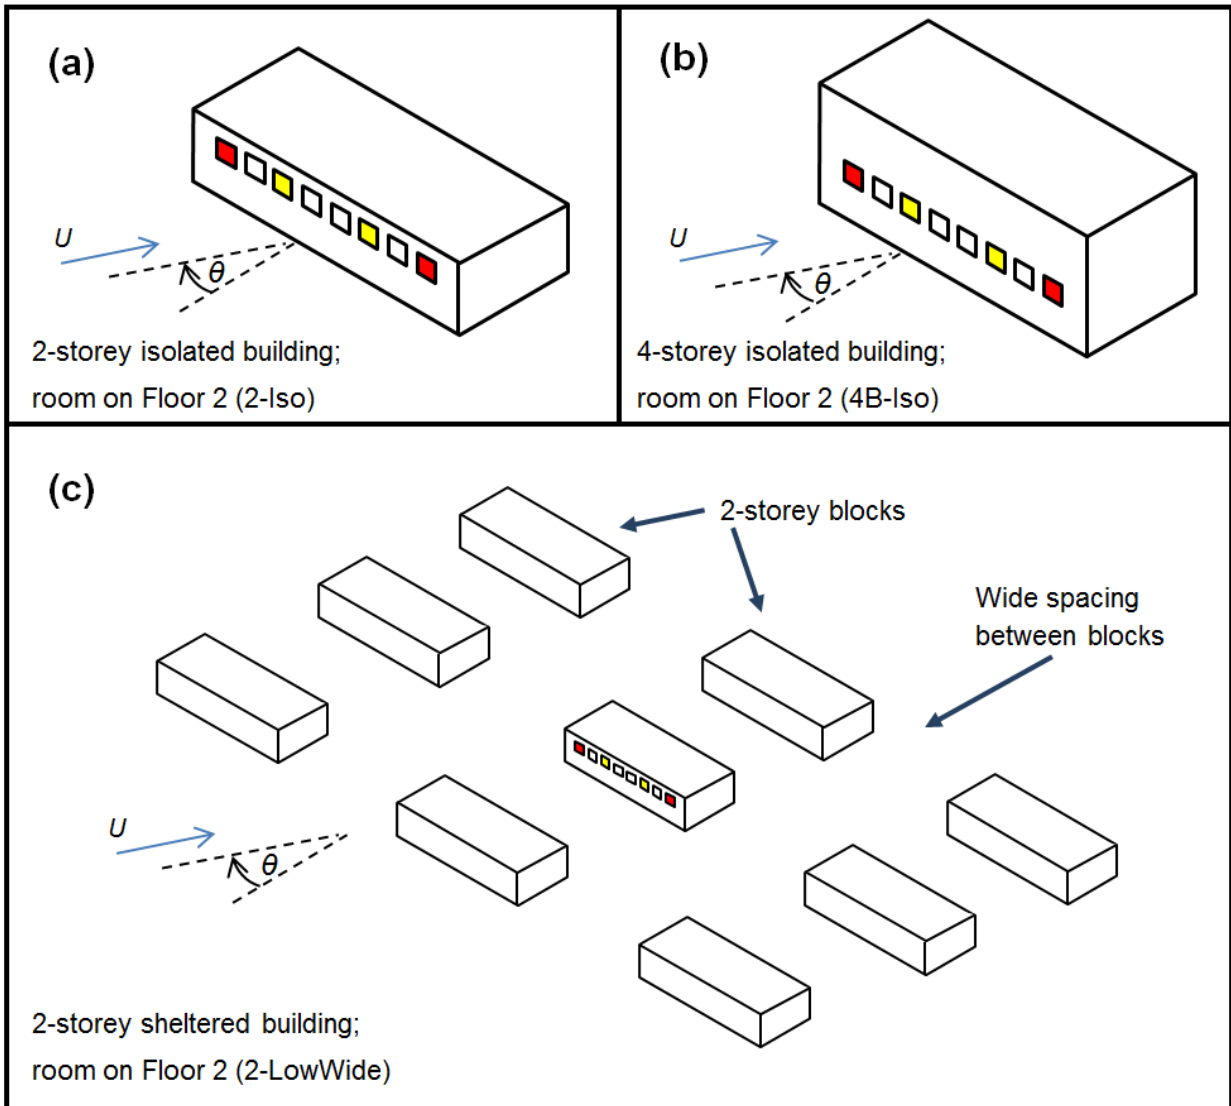 (a)
U
θ
2-storey isolated building;
room on Floor 2 (2-Iso)
(b)
U
θ
4-storey isolated building;
room on Floor 2 (4B-Iso)
(c)
2-storey blocks
Wide spacing
between blocks
U
θ
2-storey sheltered building;
room on Floor 2 (2-LowWide)